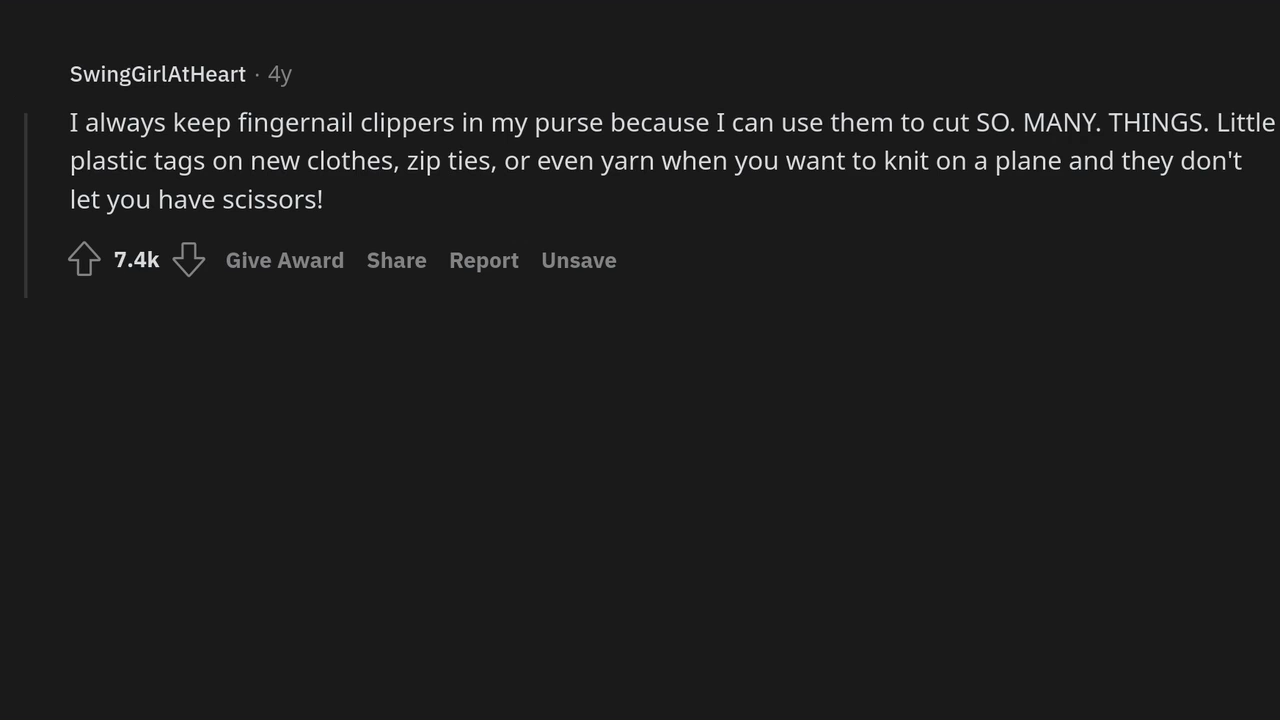 SwingGirlAtHeart · 4y
I always keep fingernail clippers in my purse because I can use them to cut SO. MANY. THINGS. Little
plastic tags on new clothes, zip ties, or even yarn when you want to knit on a plane and they don't
let you have scissors!
7.4k Give Award Share Report Unsave